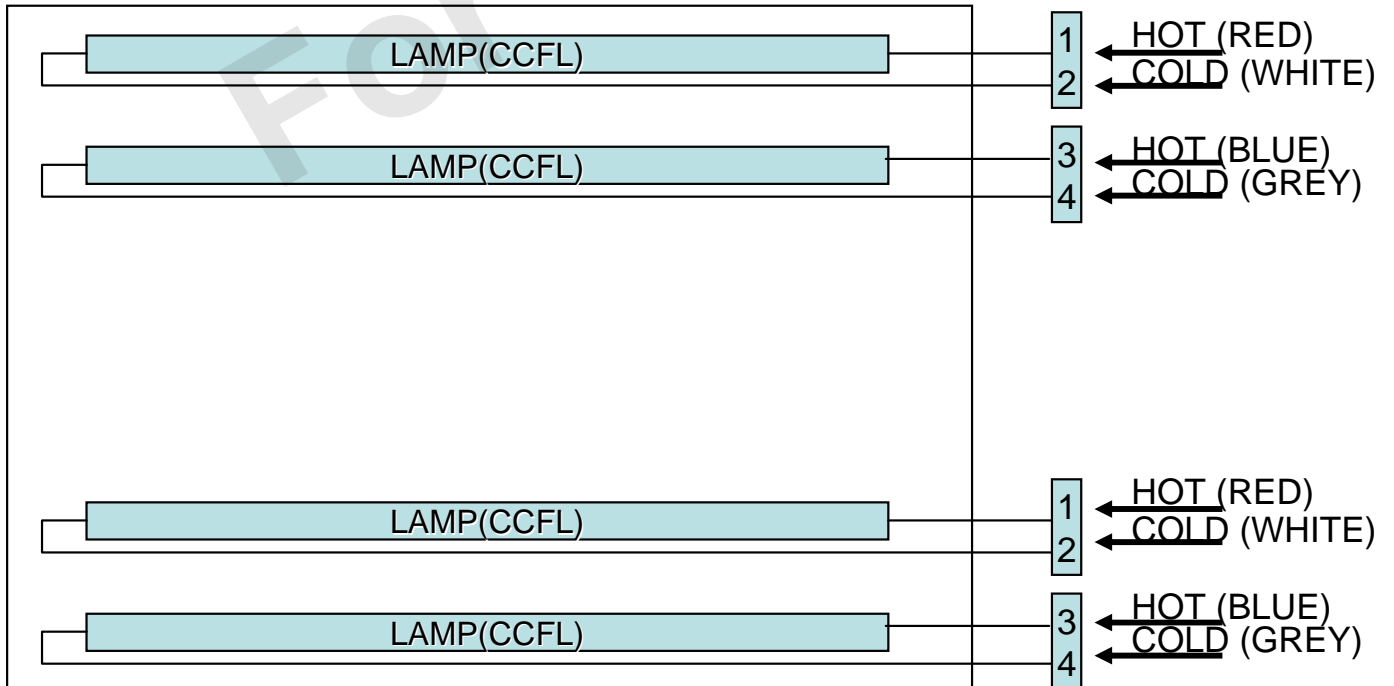 LAMP(CCFL)
1
HOT (RED)
2
COLD (WHITE)
LAMP(CCFL)
3
HOT (BLUE)
4
COLD (GREY)
LAMP(CCFL)
1
HOT (RED)
2
COLD (WHITE)
LAMP(CCFL)
3
HOT (BLUE)
4
COLD (GREY)
For